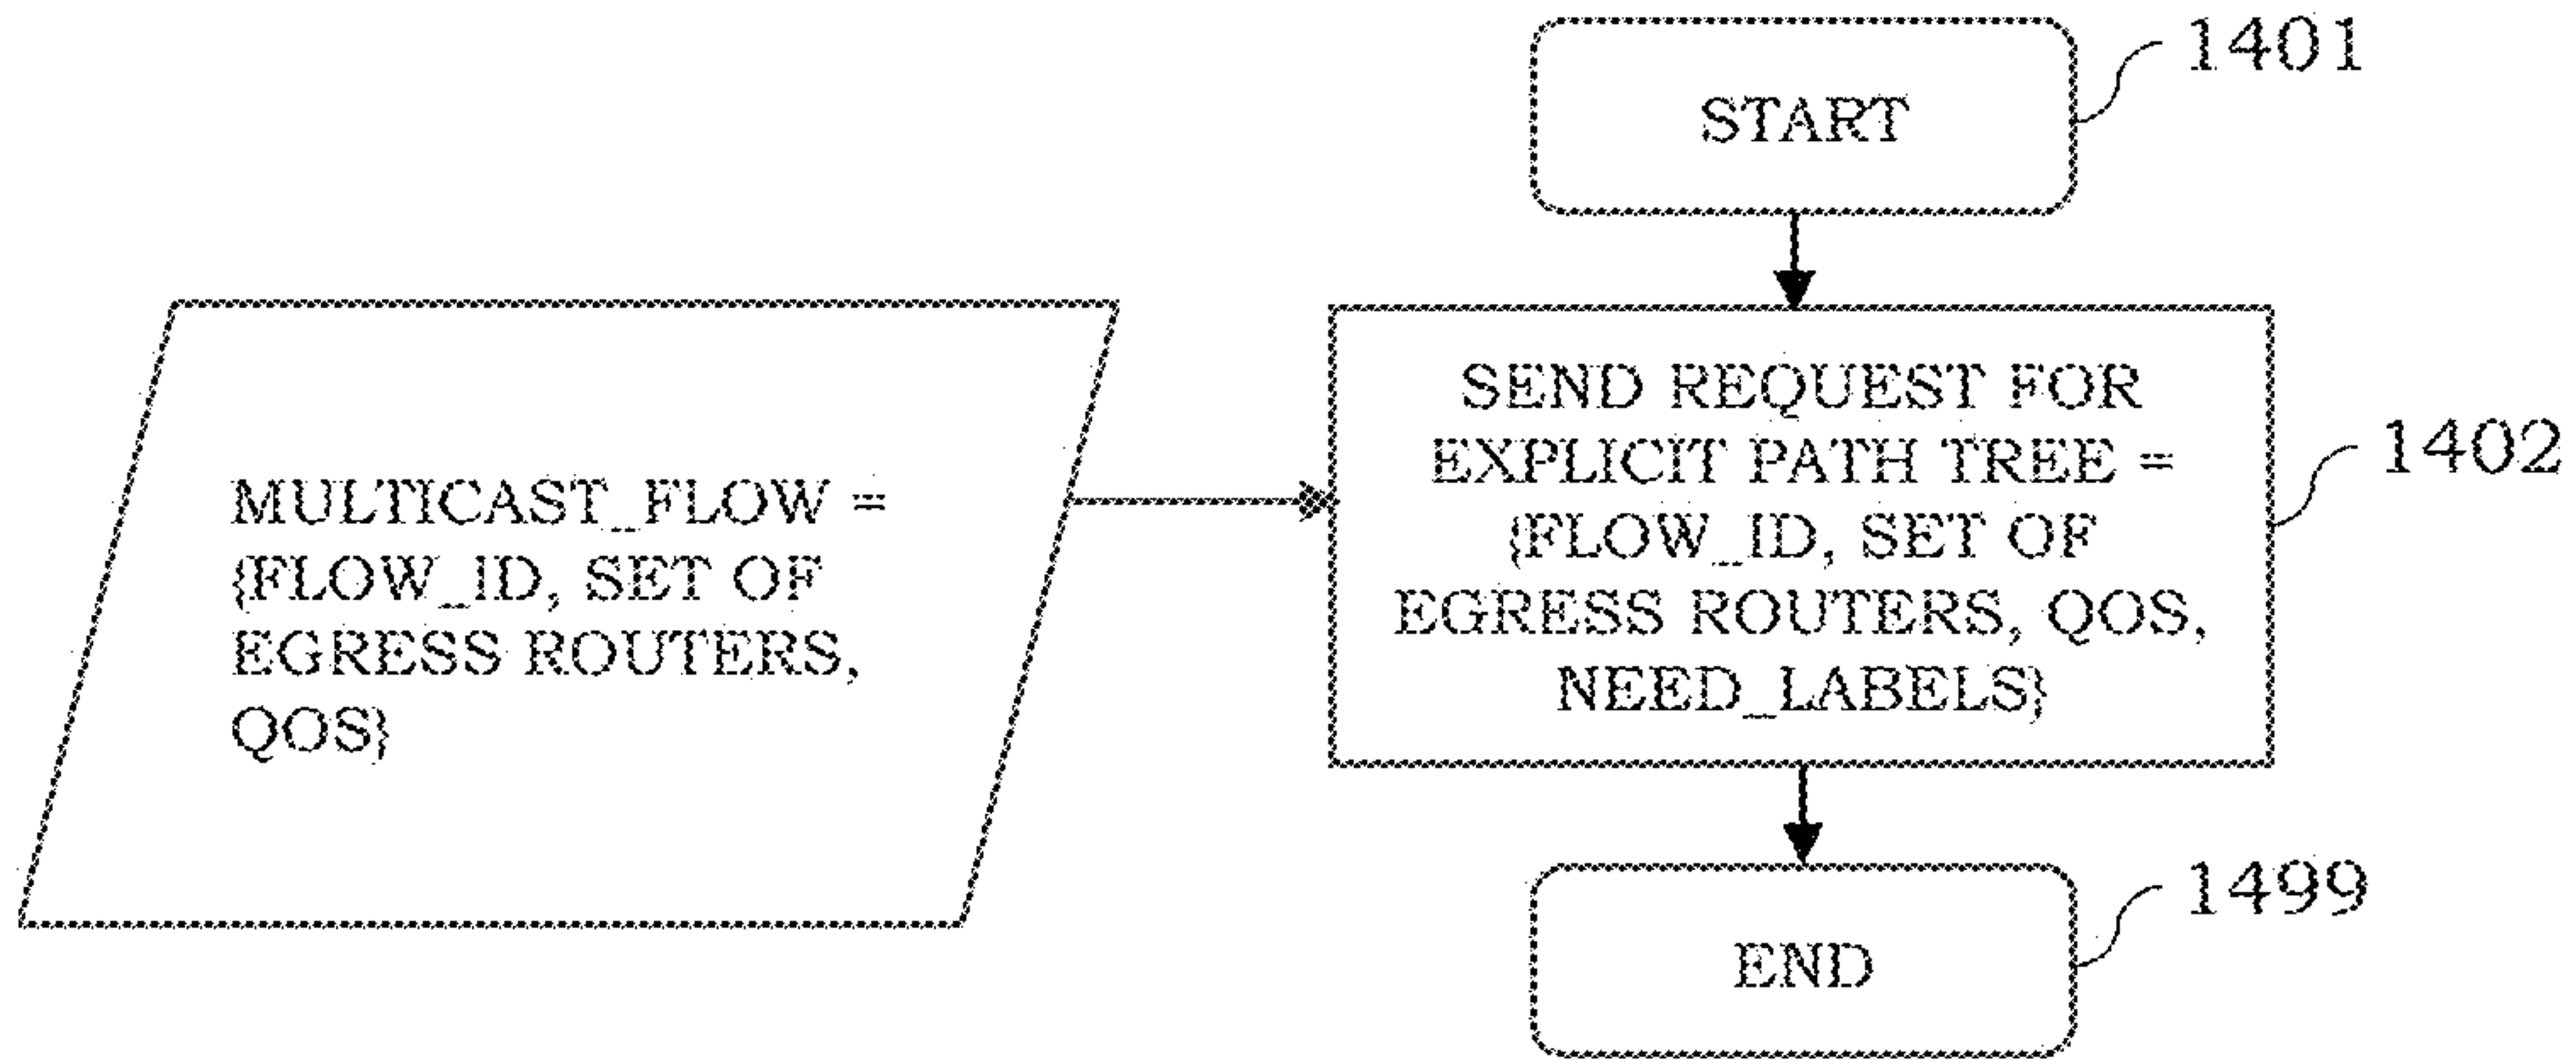 START
1401
MULTICAST_FLOW =
{FLOW_ID, SET OF
EGRESS ROUTERS,
QOS}
SEND REQUEST FOR
EXPLICIT PATH TREE =
{FLOW_ID, SET OF
EGRESS ROUTERS, QOS,
NEED_LABELS}
1402
END
1499